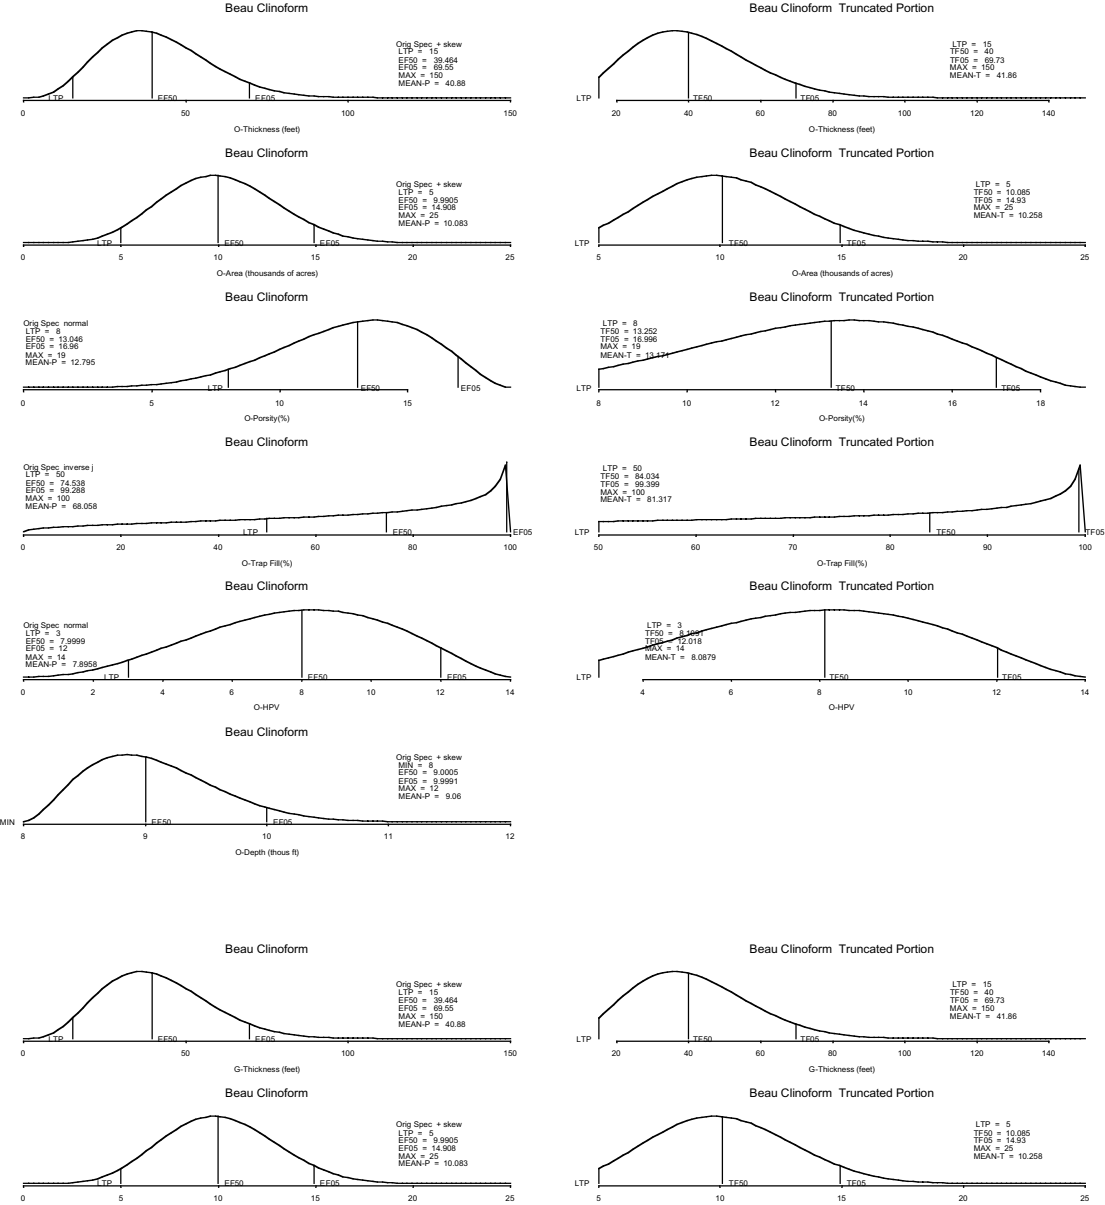 Beau Clinoform
Orig Spec + skew
LTP = 15
EF50 = 39.464
EF05 = 69.55
MAX = 150
MEAN-P = 40.88
LTP EF50 EF05
0 50 100 150
O-Thickness (feet)
Beau Clinoform Truncated Portion
LTP = 15
TF50 = 40
TF05 = 69.73
MAX = 150
MEAN-T = 41.86
LTP TF50 TF05
20 40 60 80 100 120 140
O-Thickness (feet)
Beau Clinoform
Orig Spec + skew
LTP = 5
EF50 = 9.9905
EF05 = 14.908
MAX = 25
MEAN-P = 10.083
LTP EF50 EF05
0 5 10 15 20 25
O-Area (thousands of acres)
Beau Clinoform Truncated Portion
LTP = 5
TF50 = 10.085
TF05 = 14.93
MAX = 25
MEAN-T = 10.258
LTP TF50 TF05
5 10 15 20 25
O-Area (thousands of acres)
Beau Clinoform
Orig Spec normal
LTP = 8
EF50 = 13.046
EF05 = 16.96
MAX = 19
MEAN-P = 12.795
LTP EF50 EF05
0 5 10 15
O-Porsity(%)
Beau Clinoform Truncated Portion
LTP = 8
TF50 = 13.252
TF05 = 16.996
MAX = 19
MEAN-T = 13.171
LTP TF50 TF05
8 10 12 14 16 18
O-Porsity(%)
Beau Clinoform
Orig Spec inverse j
LTP = 50
EF50 = 74.538
EF05 = 99.288
MAX = 100
MEAN-P = 68.058
LTP EF50 EF05
0 20 40 60 80 100
O-Trap Fill(%)
Beau Clinoform Truncated Portion
LTP = 50
TF50 = 84.034
TF05 = 99.399
MAX = 100
MEAN-T = 81.317
LTP TF50 TF05
50 60 70 80 90 100
O-Trap Fill(%)
Beau Clinoform
Orig Spec normal
LTP = 3
EF50 = 7.9999
EF05 = 12
MAX = 14
MEAN-P = 7.8958
LTP EF50 EF05
0 2 4 6 8 10 12 14
O-HPV
Beau Clinoform Truncated Portion
LTP = 3
TF50 =
TF05 = 12.018
MAX = 14
MEAN-T = 8.0879
LTP TF50 TF05
4 6 8 10 12 14
O-HPV
Beau Clinoform
Orig Spec + skew
MIN = 8
EF50 = 9.0005
EF05 = 9.9991
MAX = 12
MEAN-P = 9.06
MIN EF50 EF05
8 9 10 11 12
O-Depth (thous ft)
Beau Clinoform
Orig Spec + skew
LTP = 15
EF50 = 39.464
EF05 = 69.55
MAX = 150
MEAN-P = 40.88
LTP EF50 EF05
0 50 100 150
G-Thickness (feet)
Beau Clinoform Truncated Portion
LTP = 15
TF50 = 40
TF05 = 69.73
MAX = 150
MEAN-T = 41.86
LTP TF50 TF05
20 40 60 80 100 120 140
G-Thickness (feet)
Beau Clinoform
Orig Spec + skew
LTP = 5
EF50 = 9.9905
EF05 = 14.908
MAX = 25
MEAN-P = 10.083
LTP EF50 EF05
0 5 10 15 20 25
Beau Clinoform Truncated Portion
LTP = 5
TF50 = 10.085
TF05 = 14.93
MAX = 25
MEAN-T = 10.258
LTP TF50 TF05
5 10 15 20 25